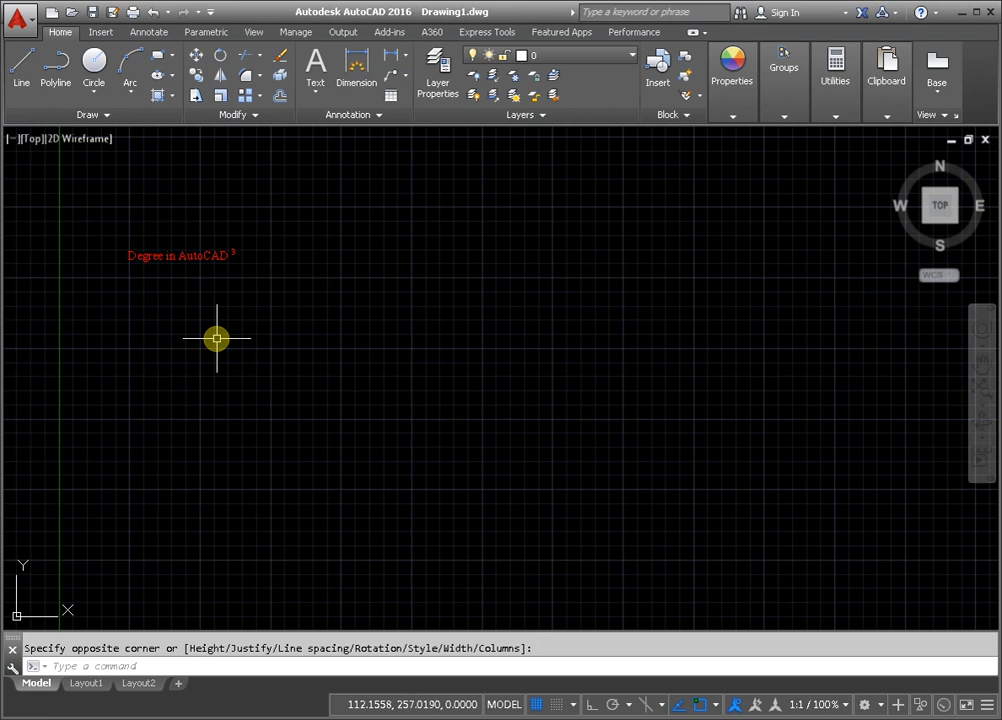 Autodesk AutoCAD 2016 Drawing1.dwg
Type a keyword or phrase
Sign In
Home Insert Annotate Parametric View Manage Output Add-ins A360 Express Tools Featured Apps Performance
Line Polyline Circle Arc Text Dimension Layer Properties 0 Insert Properties Groups Utilities Clipboard Base
Draw Modify Annotation Layers Block View
[−][Top][2D Wireframe]
N
W TOP E
S
WCS
Degree in AutoCAD ³
Y
X
Specify opposite corner or [Height/Justify/Line spacing/Rotation/Style/Width/Columns]:
Type a command
Model Layout1 Layout2 +
112.1558, 257.0190, 0.0000 MODEL 1:1 / 100%